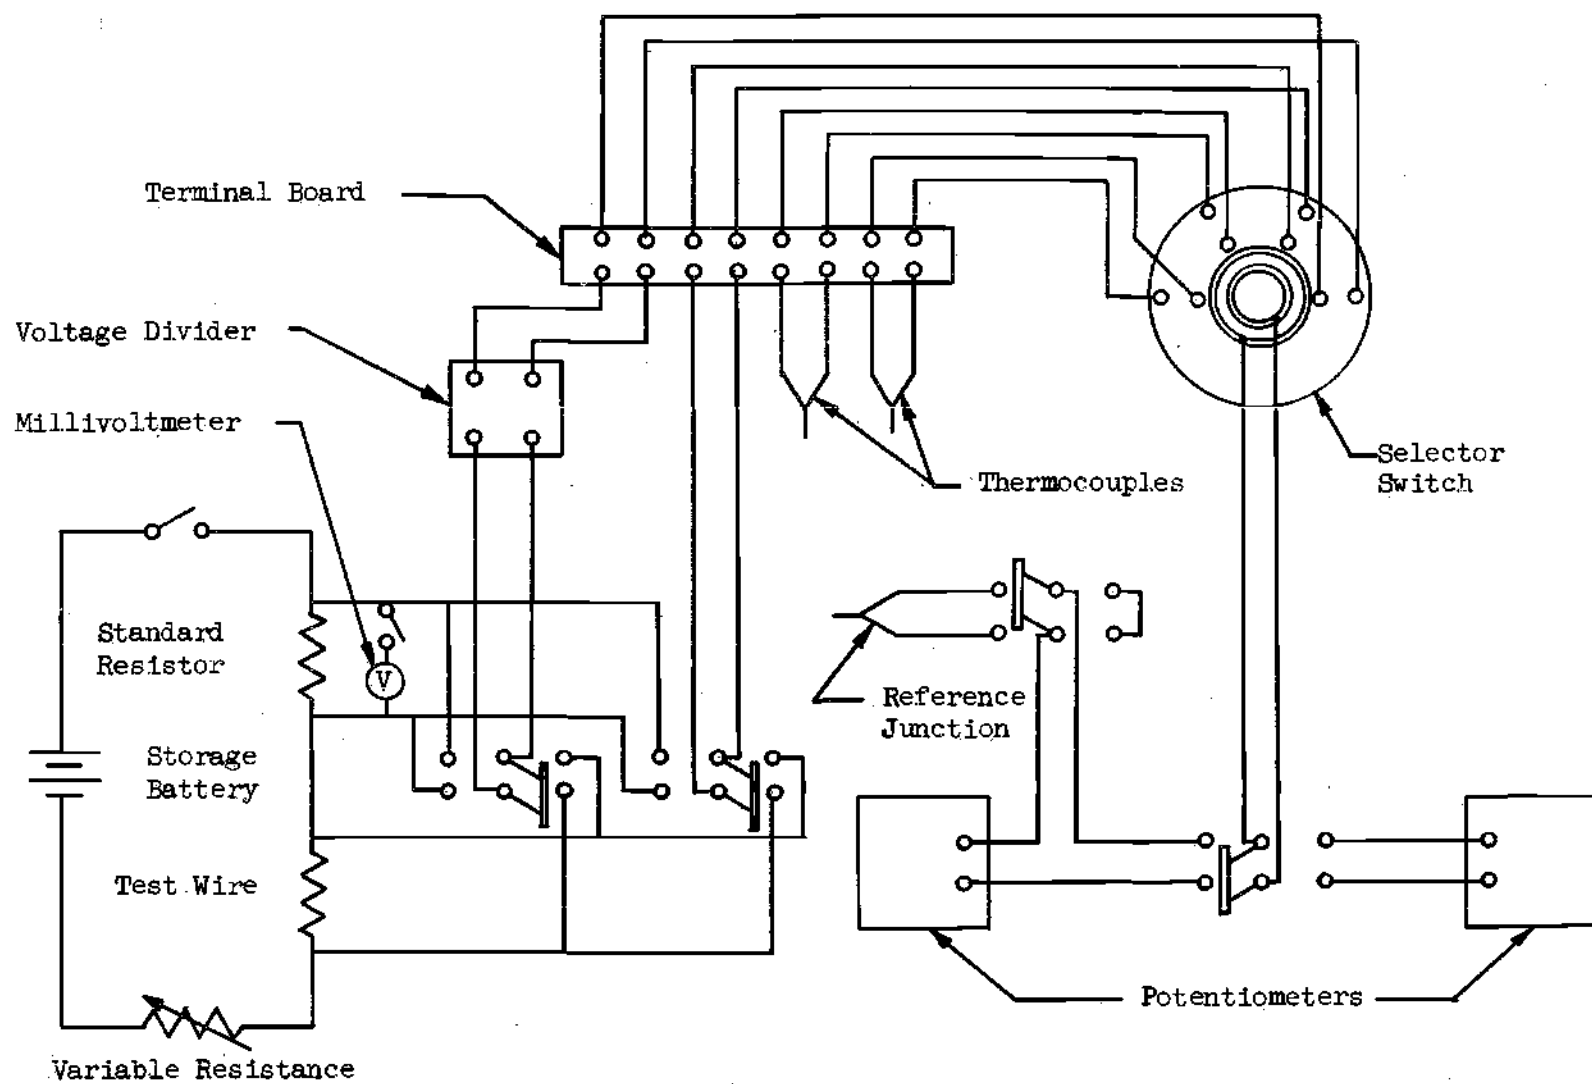 Terminal Board
Voltage Divider
Millivoltmeter
Selector
Switch
Thermocouples
Standard
Resistor
V
Reference
Junction
Storage
Battery
Test Wire
Potentiometers
Variable Resistance